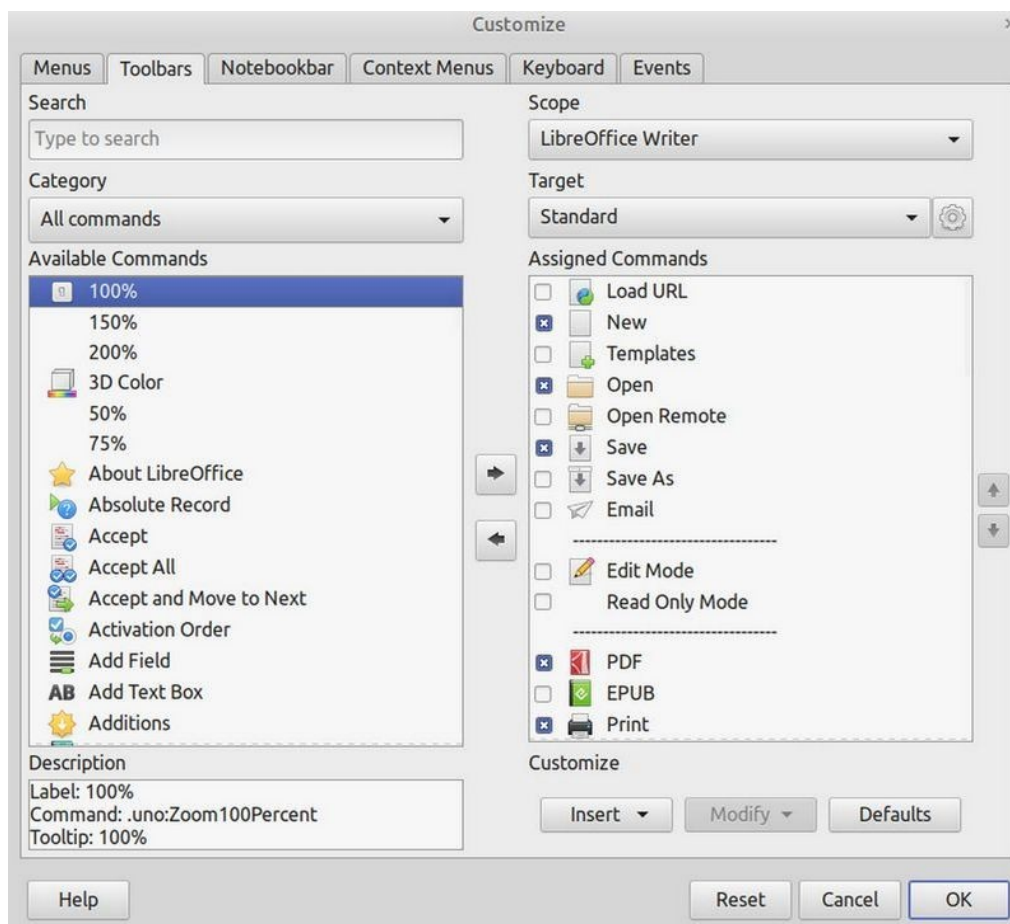 Customize
Menus Toolbars Notebookbar Context Menus Keyboard Events
Search
Type to search
Category
All commands
Available Commands
100%
150%
200%
3D Color
50%
75%
About LibreOffice
Absolute Record
Accept
Accept All
Accept and Move to Next
Activation Order
Add Field
AB Add Text Box
Additions
Description
Label: 100%
Command: .uno:Zoom100Percent
Tooltip: 100%
Scope
LibreOffice Writer
Target
Standard
Assigned Commands
Load URL
New
Templates
Open
Open Remote
Save
Save As
Email
----------------------------------
Edit Mode
Read Only Mode
----------------------------------
PDF
EPUB
Print
Customize
Insert Modify Defaults
Help Reset Cancel OK